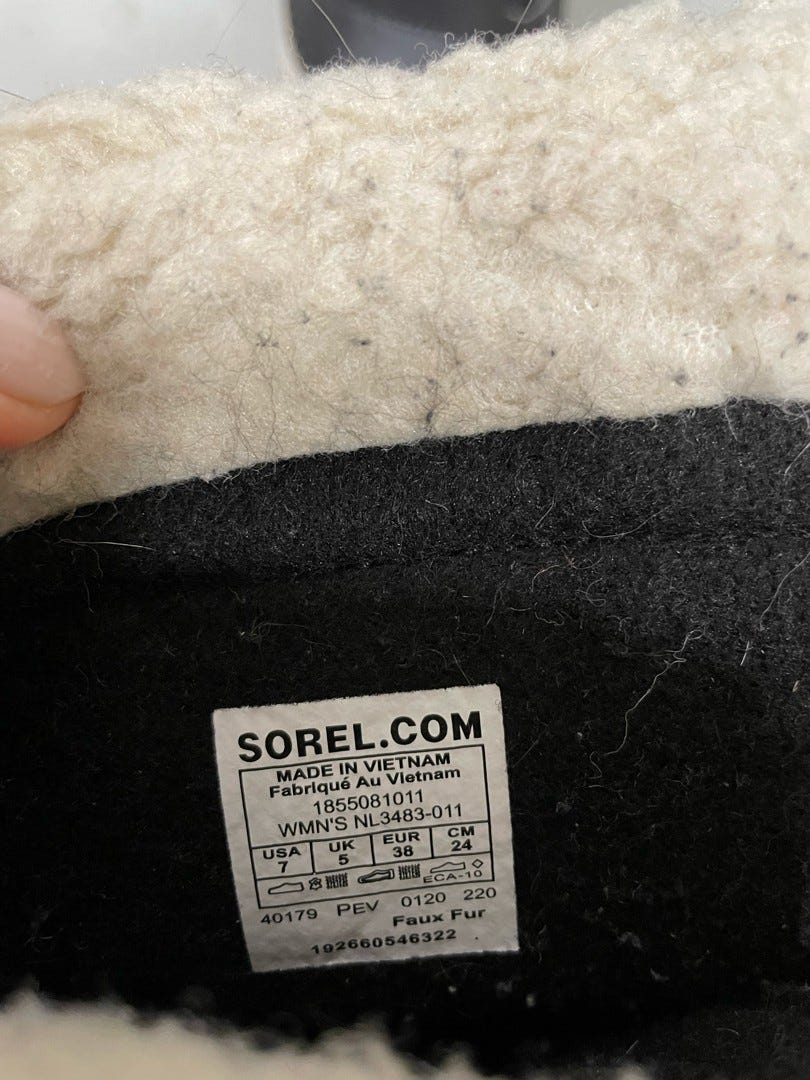 SOREL.COM
MADE IN VIETNAM
Fabriqué Au Vietnam
1855081011
WMN'S NL3483-011
USA UK EUR CM
7 5 38 24
ECA-10
40179 PEV 0120 220
Faux Fur
192660546322